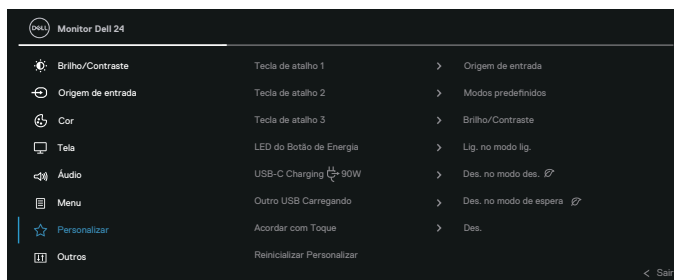 DELL Monitor Dell 24
Brilho/Contraste Tecla de atalho 1 > Origem de entrada
Origem de entrada Tecla de atalho 2 > Modos predefinidos
Cor Tecla de atalho 3 > Brilho/Contraste
Tela LED do Botão de Energia > Lig. no modo lig.
Áudio USB-C Charging 90W > Des. no modo des.
Menu Outro USB Carregando > Des. no modo de espera
Personalizar Acordar com Toque > Des.
Outros Reinicializar Personalizar
< Sair